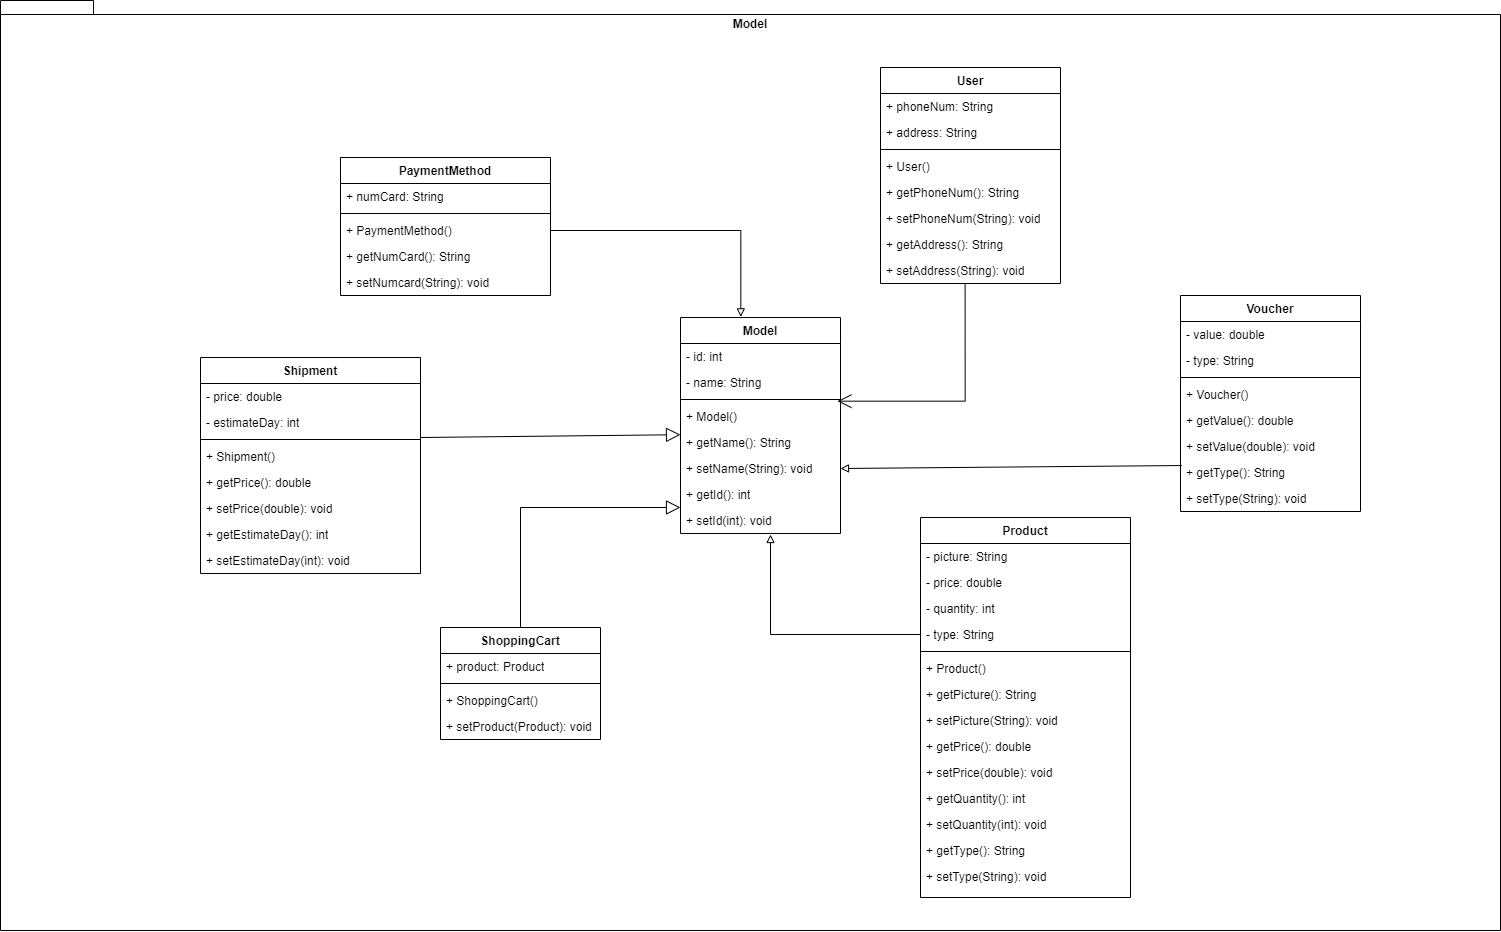 Model
User
+ phoneNum: String
+ address: String
+ User()
+ getPhoneNum(): String
+ setPhoneNum(String): void
+ getAddress(): String
+ setAddress(String): void
PaymentMethod
+ numCard: String
+ PaymentMethod()
+ getNumCard(): String
+ setNumcard(String): void
Voucher
- value: double
- type: String
+ Voucher()
+ getValue(): double
+ setValue(double): void
+ getType(): String
+ setType(String): void
Model
- id: int
- name: String
+ Model()
+ getName(): String
+ setName(String): void
+ getId(): int
+ setId(int): void
Shipment
- price: double
- estimateDay: int
+ Shipment()
+ getPrice(): double
+ setPrice(double): void
+ getEstimateDay(): int
+ setEstimateDay(int): void
Product
- picture: String
- price: double
- quantity: int
- type: String
+ Product()
+ getPicture(): String
+ setPicture(String): void
+ getPrice(): double
+ setPrice(double): void
+ getQuantity(): int
+ setQuantity(int): void
+ getType(): String
+ setType(String): void
ShoppingCart
+ product: Product
+ ShoppingCart()
+ setProduct(Product): void